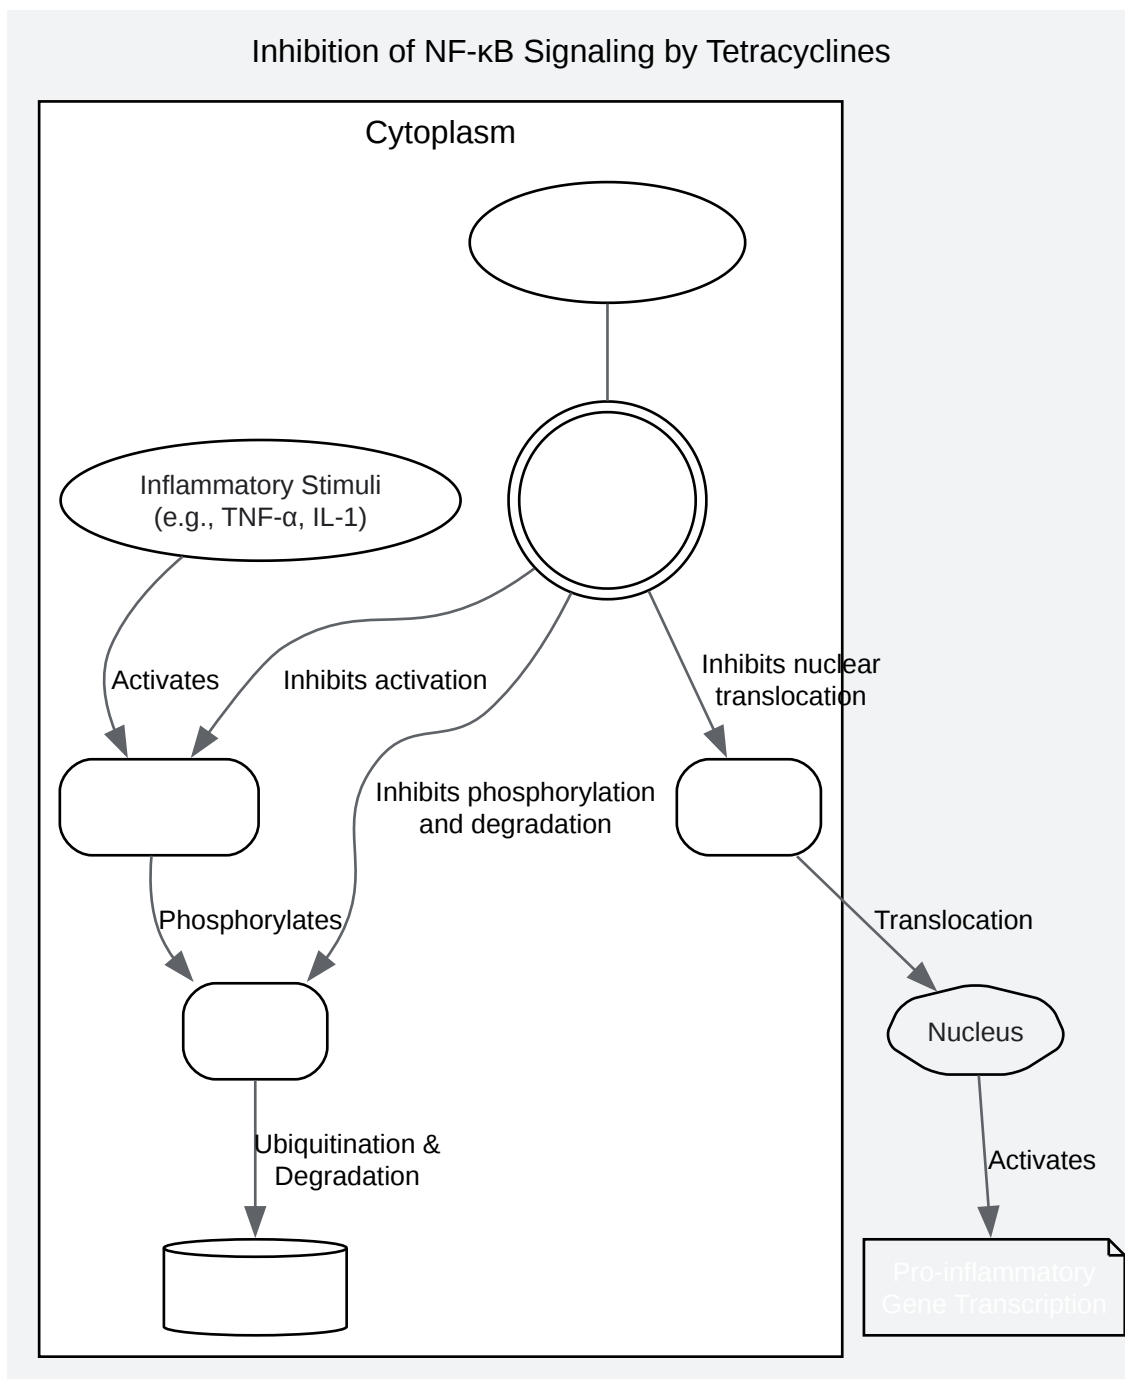 Inhibition of NF-κB Signaling by Tetracyclines
Cytoplasm
Inflammatory Stimuli
(e.g., TNF-α, IL-1)
Activates
Inhibits activation
Inhibits nuclear
translocation
Inhibits phosphorylation
and degradation
Phosphorylates
Translocation
Nucleus
Ubiquitination &
Degradation
Activates
Pro-inflammatory
Gene Transcription